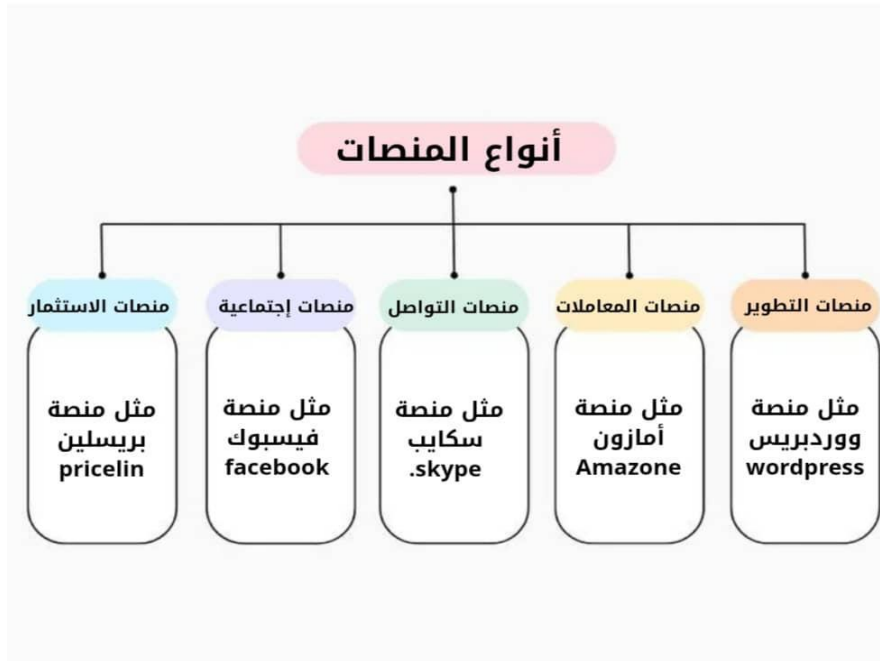 أنواع المنصات
منصات التطوير
مثل منصة
ووردبريس
wordpress
منصات المعاملات
مثل منصة
أمازون
Amazone
منصات التواصل
مثل منصة
سكايب
skype.
منصات إجتماعية
مثل منصة
فيسبوك
facebook
منصات الاستثمار
مثل منصة
بريسلين
pricelin